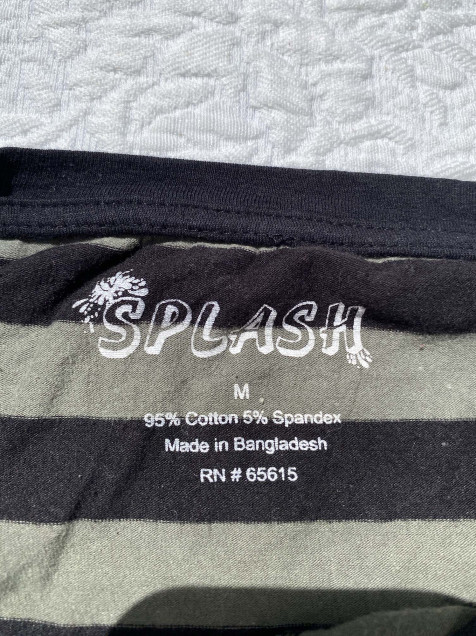 SPLASH
M
95% Cotton 5% Spandex
Made in Bangladesh
RN # 65615